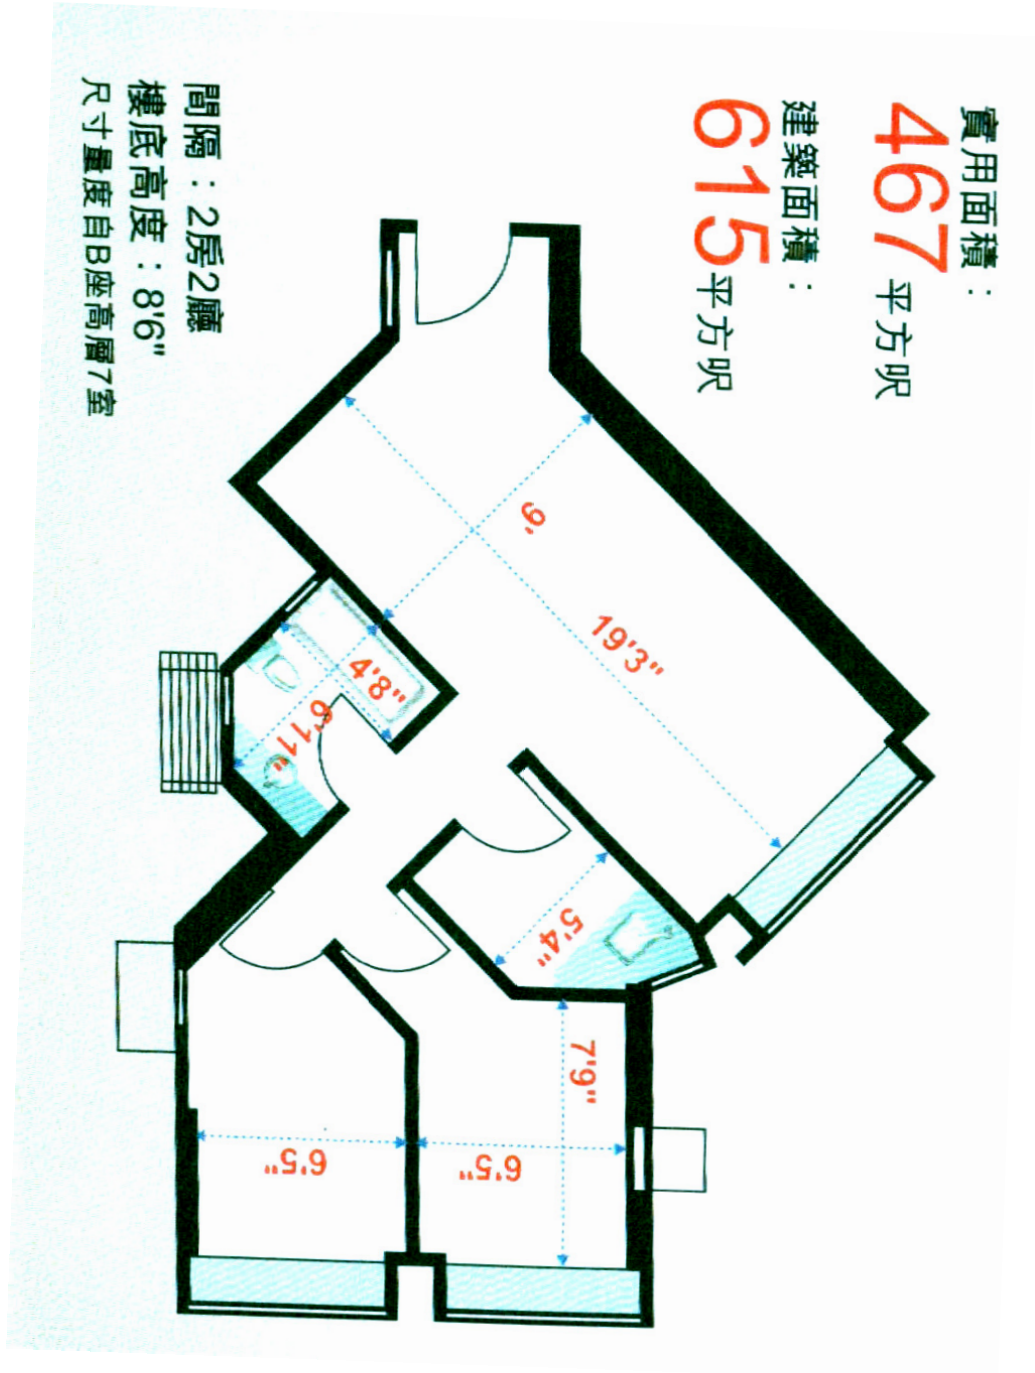 實用面積：
467平方呎
建築面積：
615平方呎
間隔：2房2廳
樓底高度：8'6"
尺寸量度自B座高層7室
9'
19'3"
4'8"
6'11"
5'4"
7'9"
6'5"
6'5"